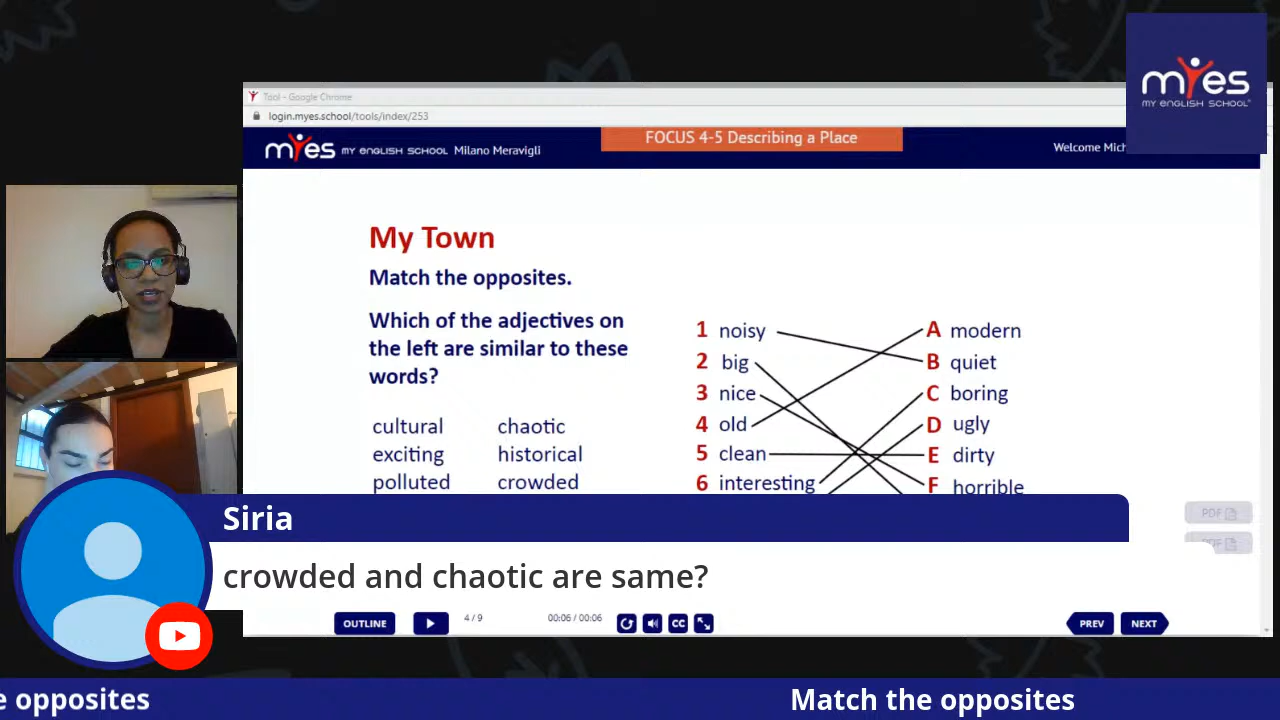 myes
MY ENGLISH SCHOOL
Tool - Google Chrome
login.myes.school/tools/index/253
myes MY ENGLISH SCHOOL Milano Meravigli
FOCUS 4-5 Describing a Place
Welcome Mich
My Town
Match the opposites.
Which of the adjectives on
the left are similar to these
words?
cultural chaotic
exciting historical
polluted crowded
1 noisy A modern
2 big B quiet
3 nice C boring
4 old D ugly
5 clean E dirty
6 interesting F horrible
PDF
PDF
Siria
crowded and chaotic are same?
OUTLINE 4 / 9 00:06 / 00:06 CC PREV NEXT
e opposites Match the opposites